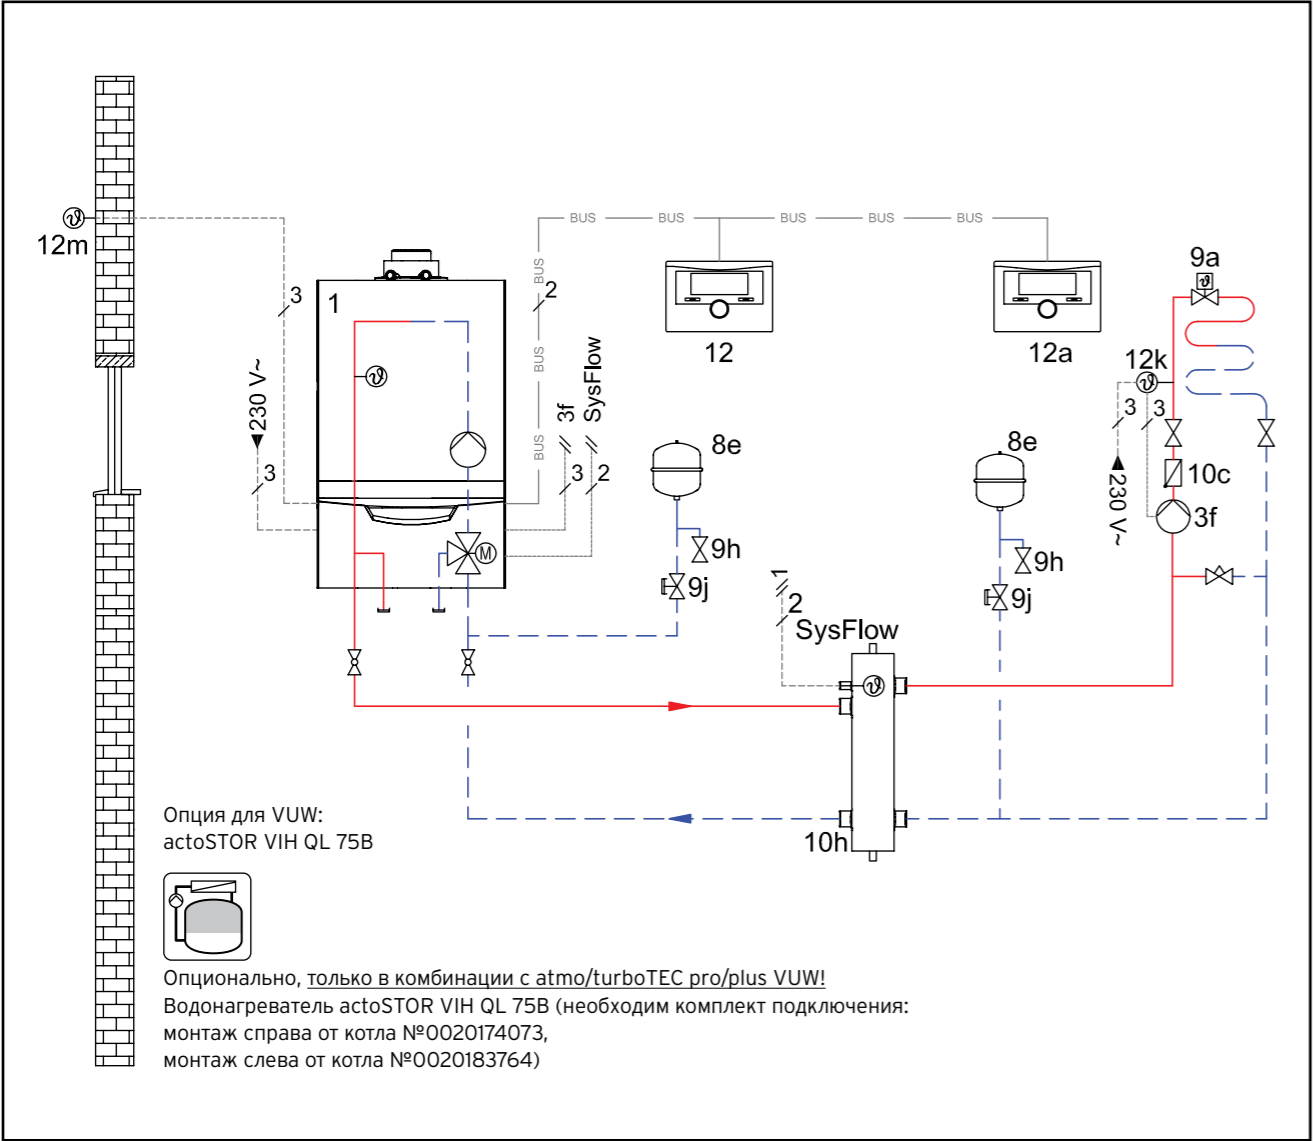 BUS BUS BUS BUS BUS
12m
9a
BUS
3
1
2
12
12a
12k
BUS
230 V~
3f
SysFlow
3
3
8e
8e
10c
BUS
3
3
2
230 V~
3f
M
9h
9h
9j
9j
1
2
SysFlow
10h
Опция для VUW:
actoSTOR VIH QL 75B
Опционально, только в комбинации с atmo/turboTEC pro/plus VUW!
Водонагреватель actoSTOR VIH QL 75B (необходим комплект подключения:
монтаж справа от котла №0020174073,
монтаж слева от котла №0020183764)